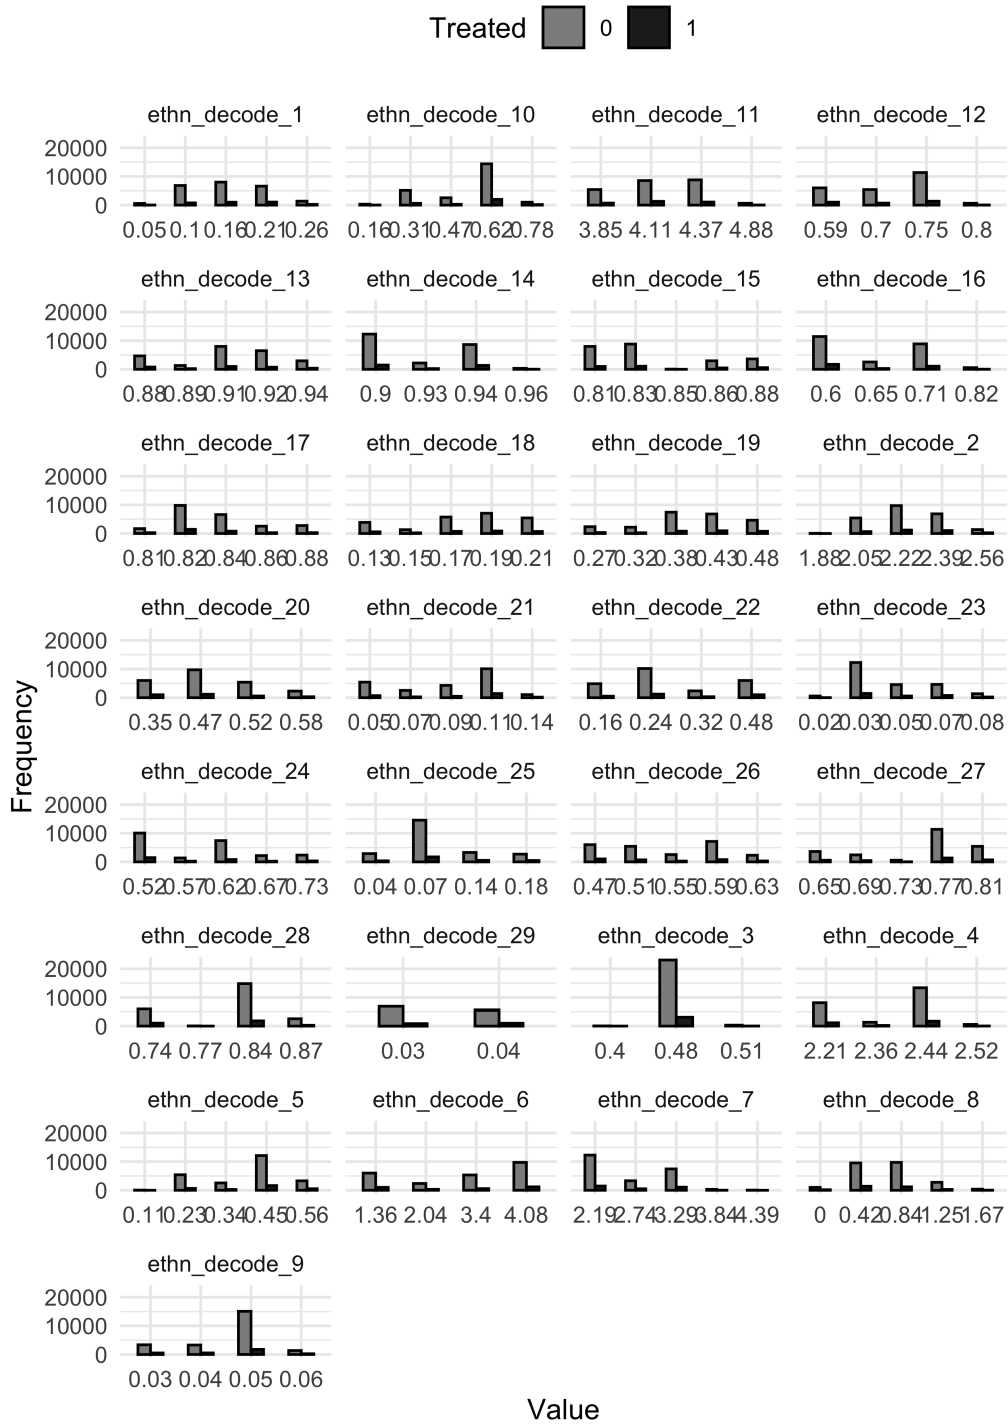 Treated 0 1
ethn_decode_1 ethn_decode_10 ethn_decode_11 ethn_decode_12
20000
10000
0
0.05 0.1 0.16 0.21 0.26 0.16 0.31 0.47 0.62 0.78 3.85 4.11 4.37 4.88 0.59 0.7 0.75 0.8
ethn_decode_13 ethn_decode_14 ethn_decode_15 ethn_decode_16
20000
10000
0
0.88 0.89 0.91 0.92 0.94 0.9 0.93 0.94 0.96 0.81 0.83 0.85 0.86 0.88 0.6 0.65 0.71 0.82
ethn_decode_17 ethn_decode_18 ethn_decode_19 ethn_decode_2
20000
10000
0
0.81 0.82 0.84 0.86 0.88 0.13 0.15 0.17 0.19 0.21 0.27 0.32 0.38 0.43 0.48 1.88 2.05 2.22 2.39 2.56
ethn_decode_20 ethn_decode_21 ethn_decode_22 ethn_decode_23
20000
10000
0
0.35 0.47 0.52 0.58 0.05 0.07 0.09 0.11 0.14 0.16 0.24 0.32 0.48 0.02 0.03 0.05 0.07 0.08
Frequency
ethn_decode_24 ethn_decode_25 ethn_decode_26 ethn_decode_27
20000
10000
0
0.52 0.57 0.62 0.67 0.73 0.04 0.07 0.14 0.18 0.47 0.51 0.55 0.59 0.63 0.65 0.69 0.73 0.77 0.81
ethn_decode_28 ethn_decode_29 ethn_decode_3 ethn_decode_4
20000
10000
0
0.74 0.77 0.84 0.87 0.03 0.04 0.4 0.48 0.51 2.21 2.36 2.44 2.52
ethn_decode_5 ethn_decode_6 ethn_decode_7 ethn_decode_8
20000
10000
0
0.11 0.23 0.34 0.45 0.56 1.36 2.04 3.4 4.08 2.19 2.74 3.29 3.84 4.39 0 0.42 0.84 1.25 1.67
ethn_decode_9
20000
10000
0
0.03 0.04 0.05 0.06
Value